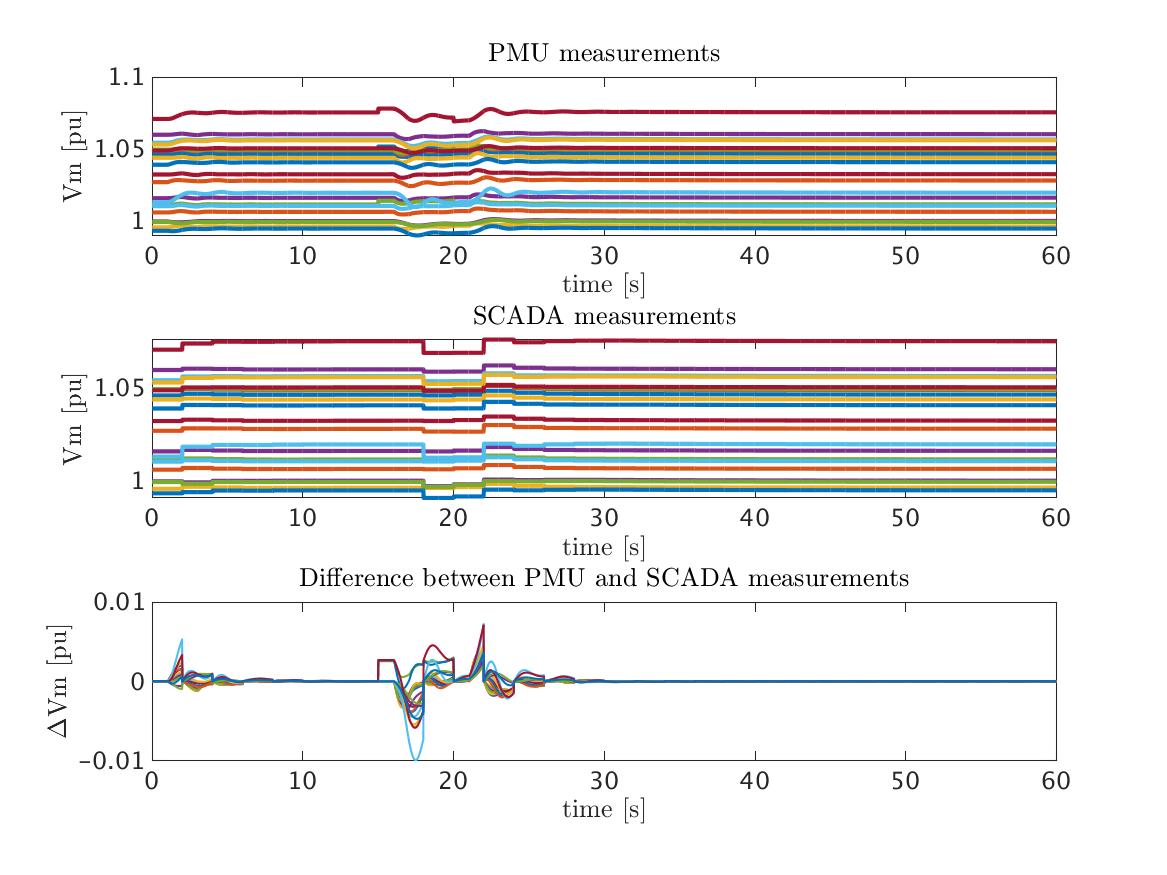 PMU measurements
1.1
1.05
1
Vm [pu]
0 10 20 30 40 50 60
time [s]
SCADA measurements
1.05
1
Vm [pu]
0 10 20 30 40 50 60
time [s]
Difference between PMU and SCADA measurements
0.01
0
-0.01
ΔVm [pu]
0 10 20 30 40 50 60
time [s]